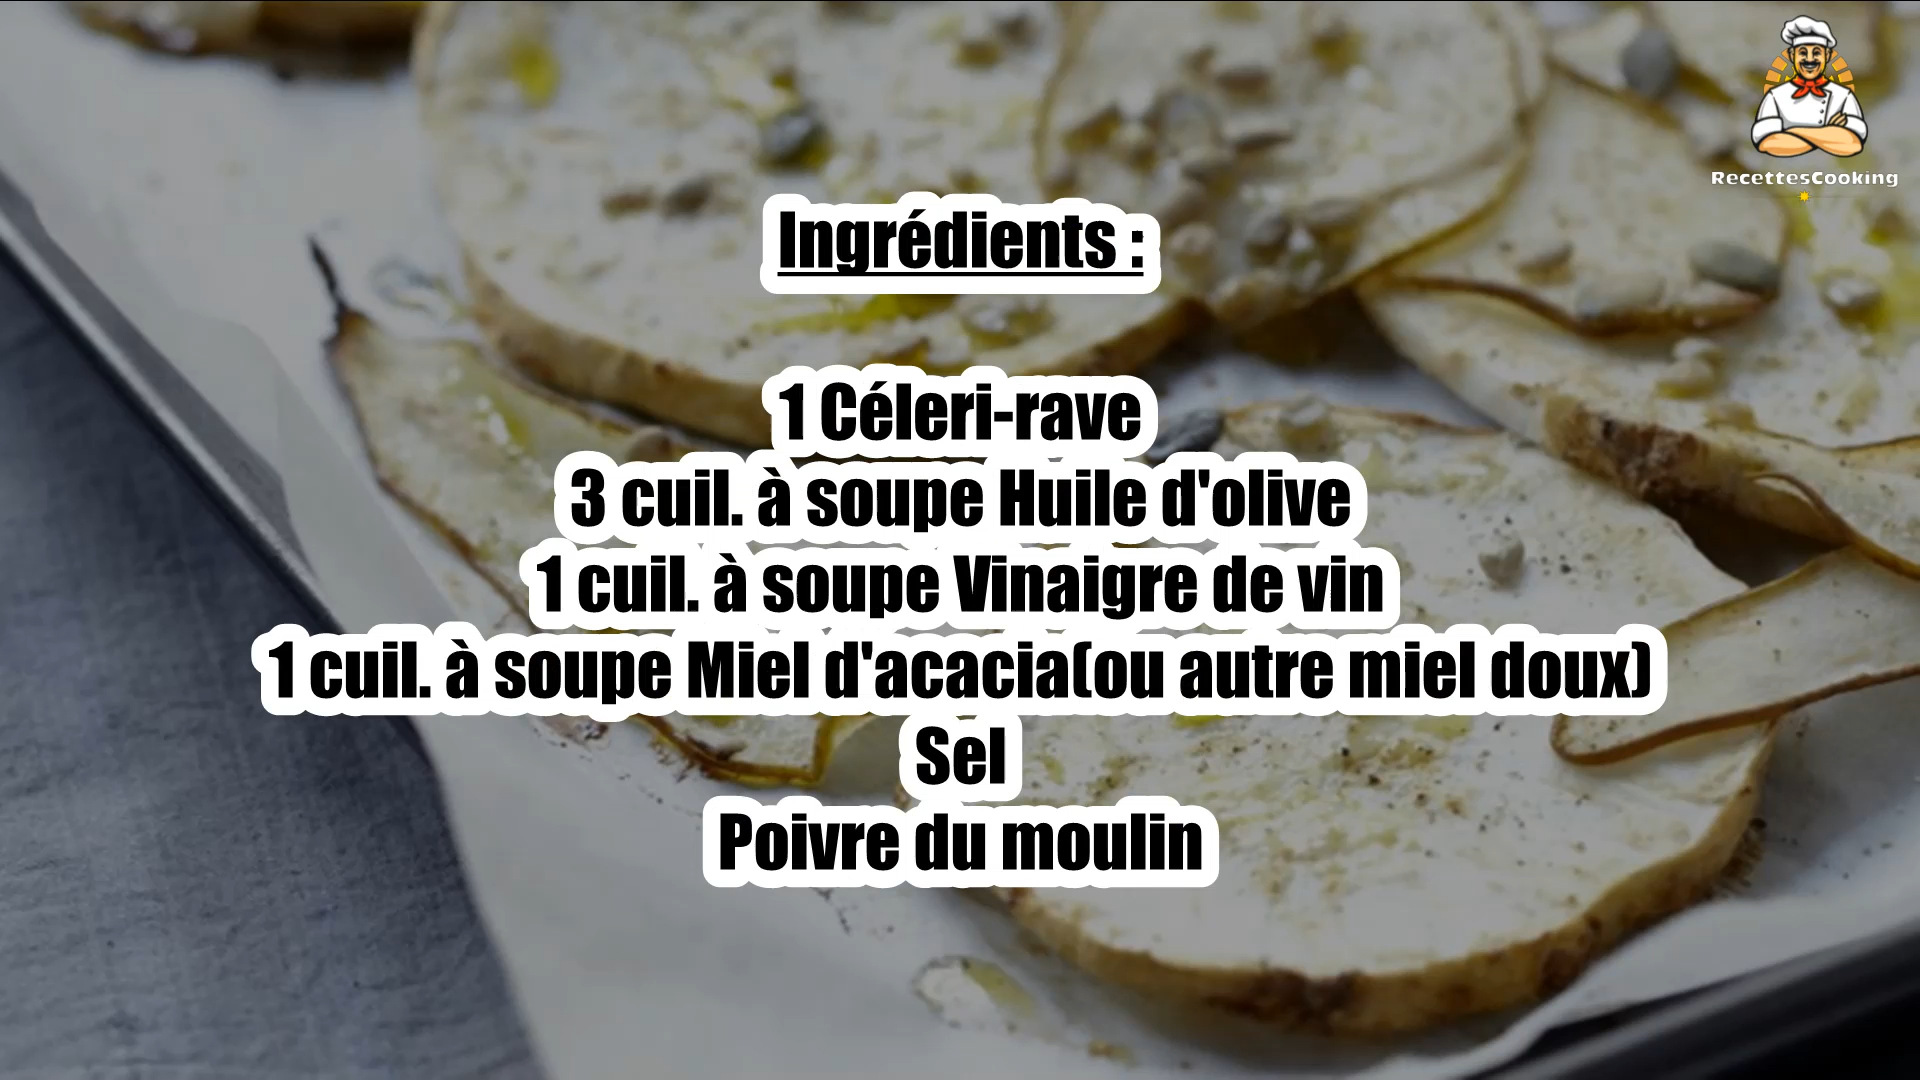 RecettesCooking
Ingrédients :
1 Céleri-rave
3 cuil. à soupe Huile d'olive
1 cuil. à soupe Vinaigre de vin
1 cuil. à soupe Miel d'acacia(ou autre miel doux)
Sel
Poivre du moulin